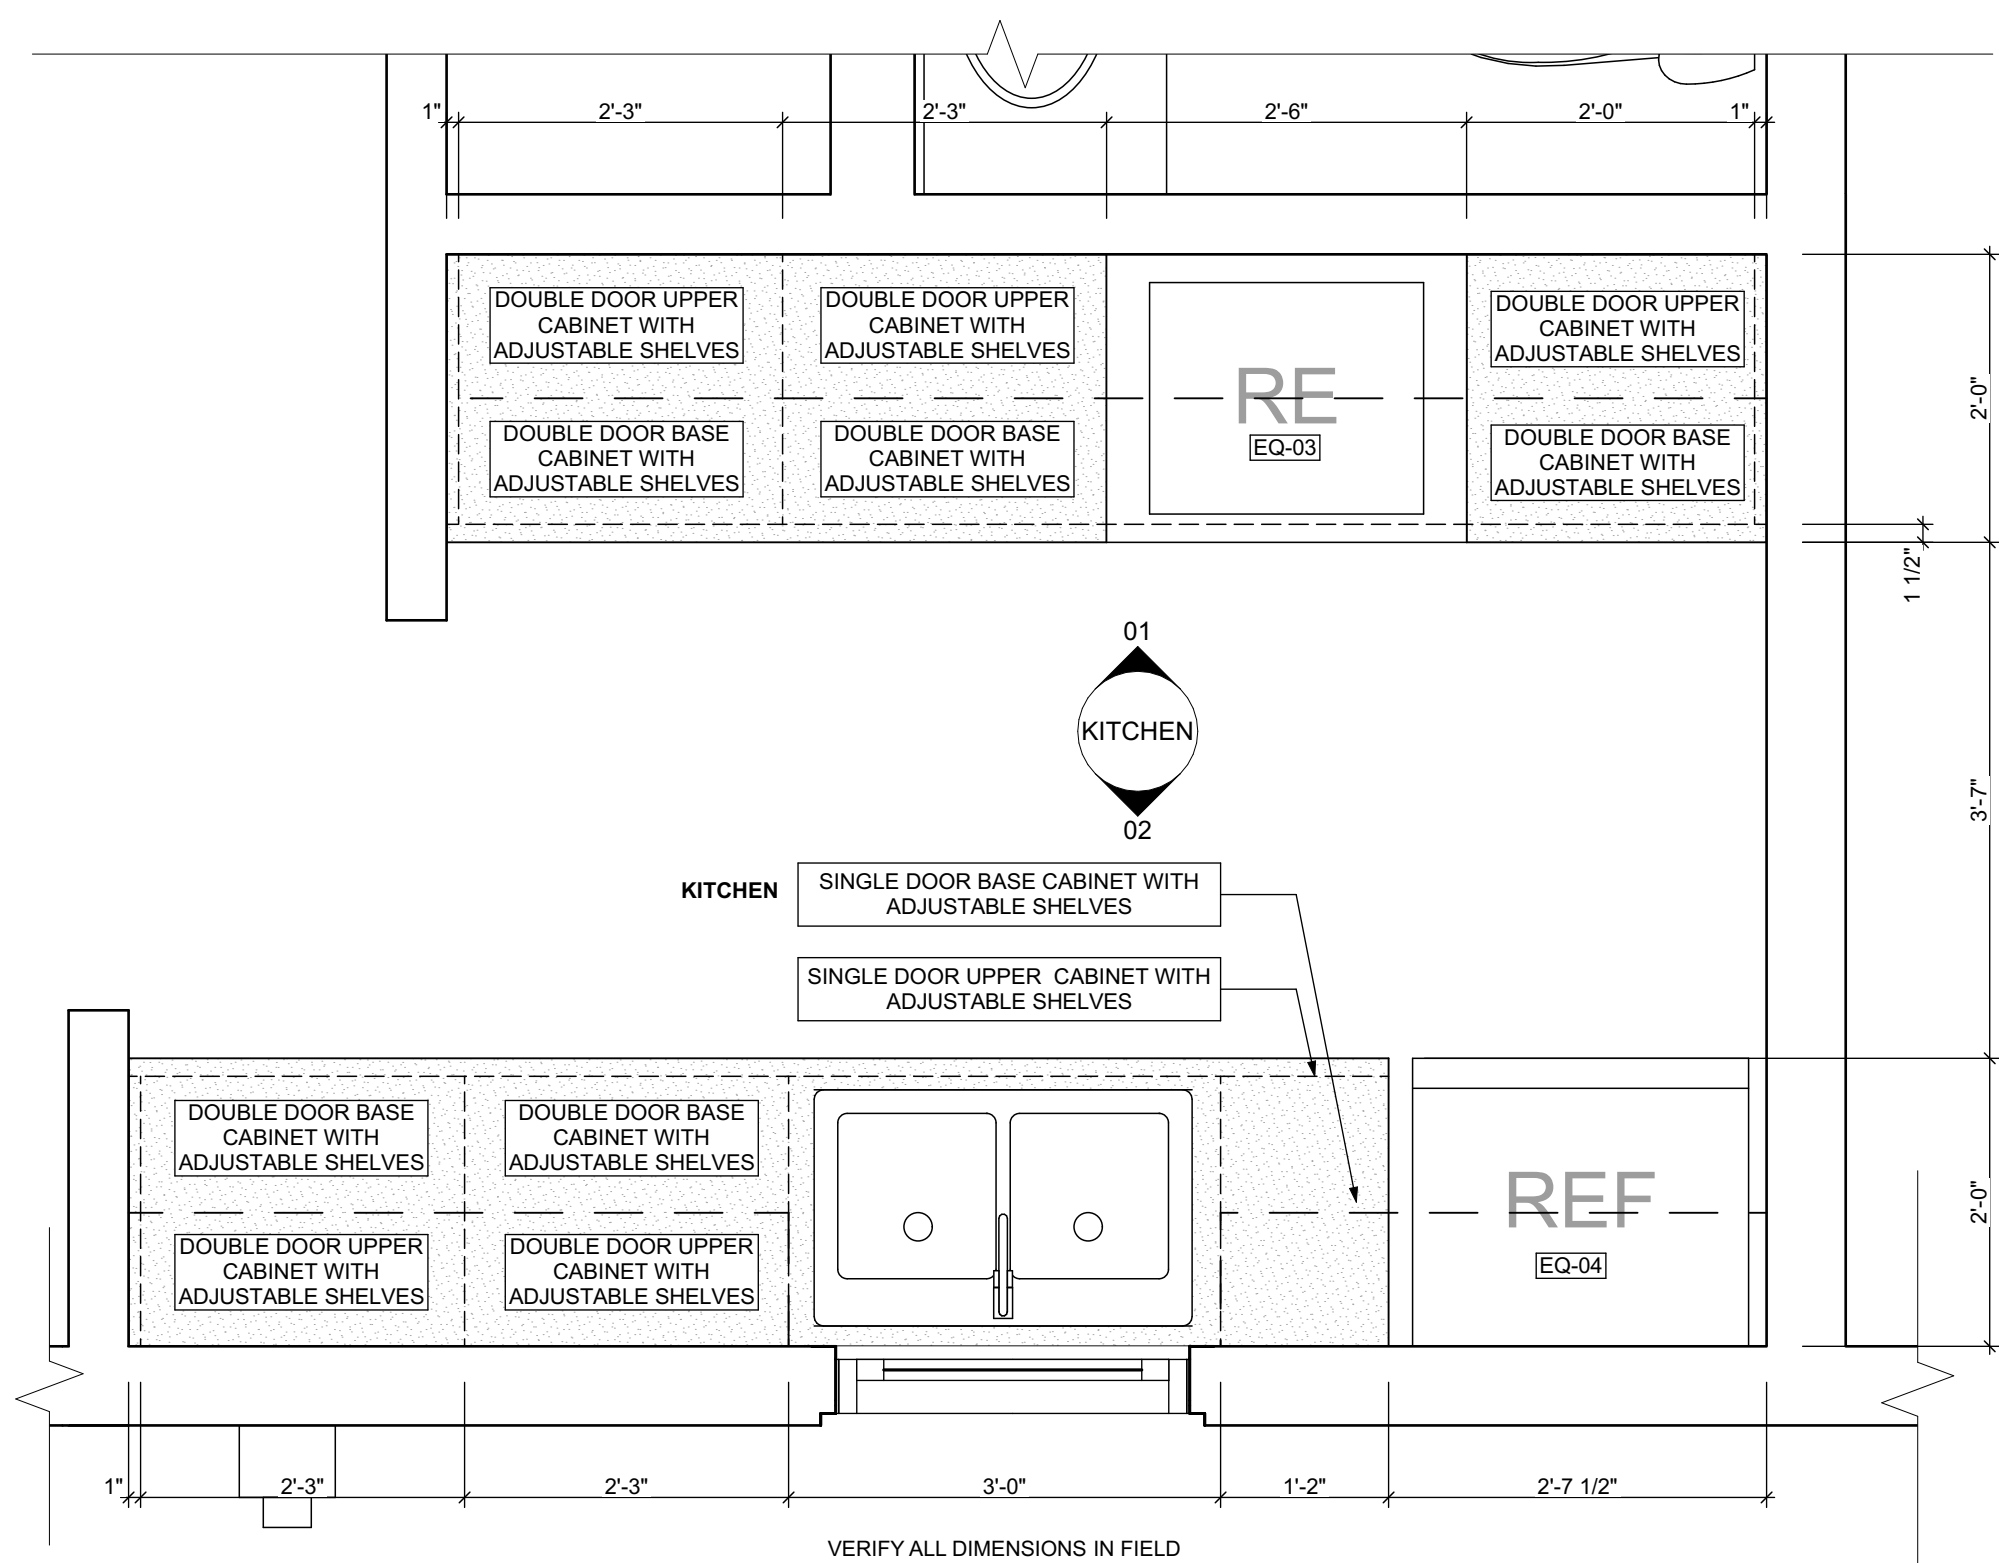 1" 2'-3" 2'-3" 2'-6" 2'-0" 1"
DOUBLE DOOR UPPER
CABINET WITH
ADJUSTABLE SHELVES
DOUBLE DOOR UPPER
CABINET WITH
ADJUSTABLE SHELVES
DOUBLE DOOR UPPER
CABINET WITH
ADJUSTABLE SHELVES
RE
EQ-03
DOUBLE DOOR BASE
CABINET WITH
ADJUSTABLE SHELVES
DOUBLE DOOR BASE
CABINET WITH
ADJUSTABLE SHELVES
DOUBLE DOOR BASE
CABINET WITH
ADJUSTABLE SHELVES
2'-0"
1 1/2"
01
KITCHEN
02
3'-7"
KITCHEN
SINGLE DOOR BASE CABINET WITH
ADJUSTABLE SHELVES
SINGLE DOOR UPPER  CABINET WITH
ADJUSTABLE SHELVES
DOUBLE DOOR BASE
CABINET WITH
ADJUSTABLE SHELVES
DOUBLE DOOR BASE
CABINET WITH
ADJUSTABLE SHELVES
DOUBLE DOOR UPPER
CABINET WITH
ADJUSTABLE SHELVES
DOUBLE DOOR UPPER
CABINET WITH
ADJUSTABLE SHELVES
REF
EQ-04
2'-0"
1" 2'-3" 2'-3" 3'-0" 1'-2" 2'-7 1/2"
VERIFY ALL DIMENSIONS IN FIELD